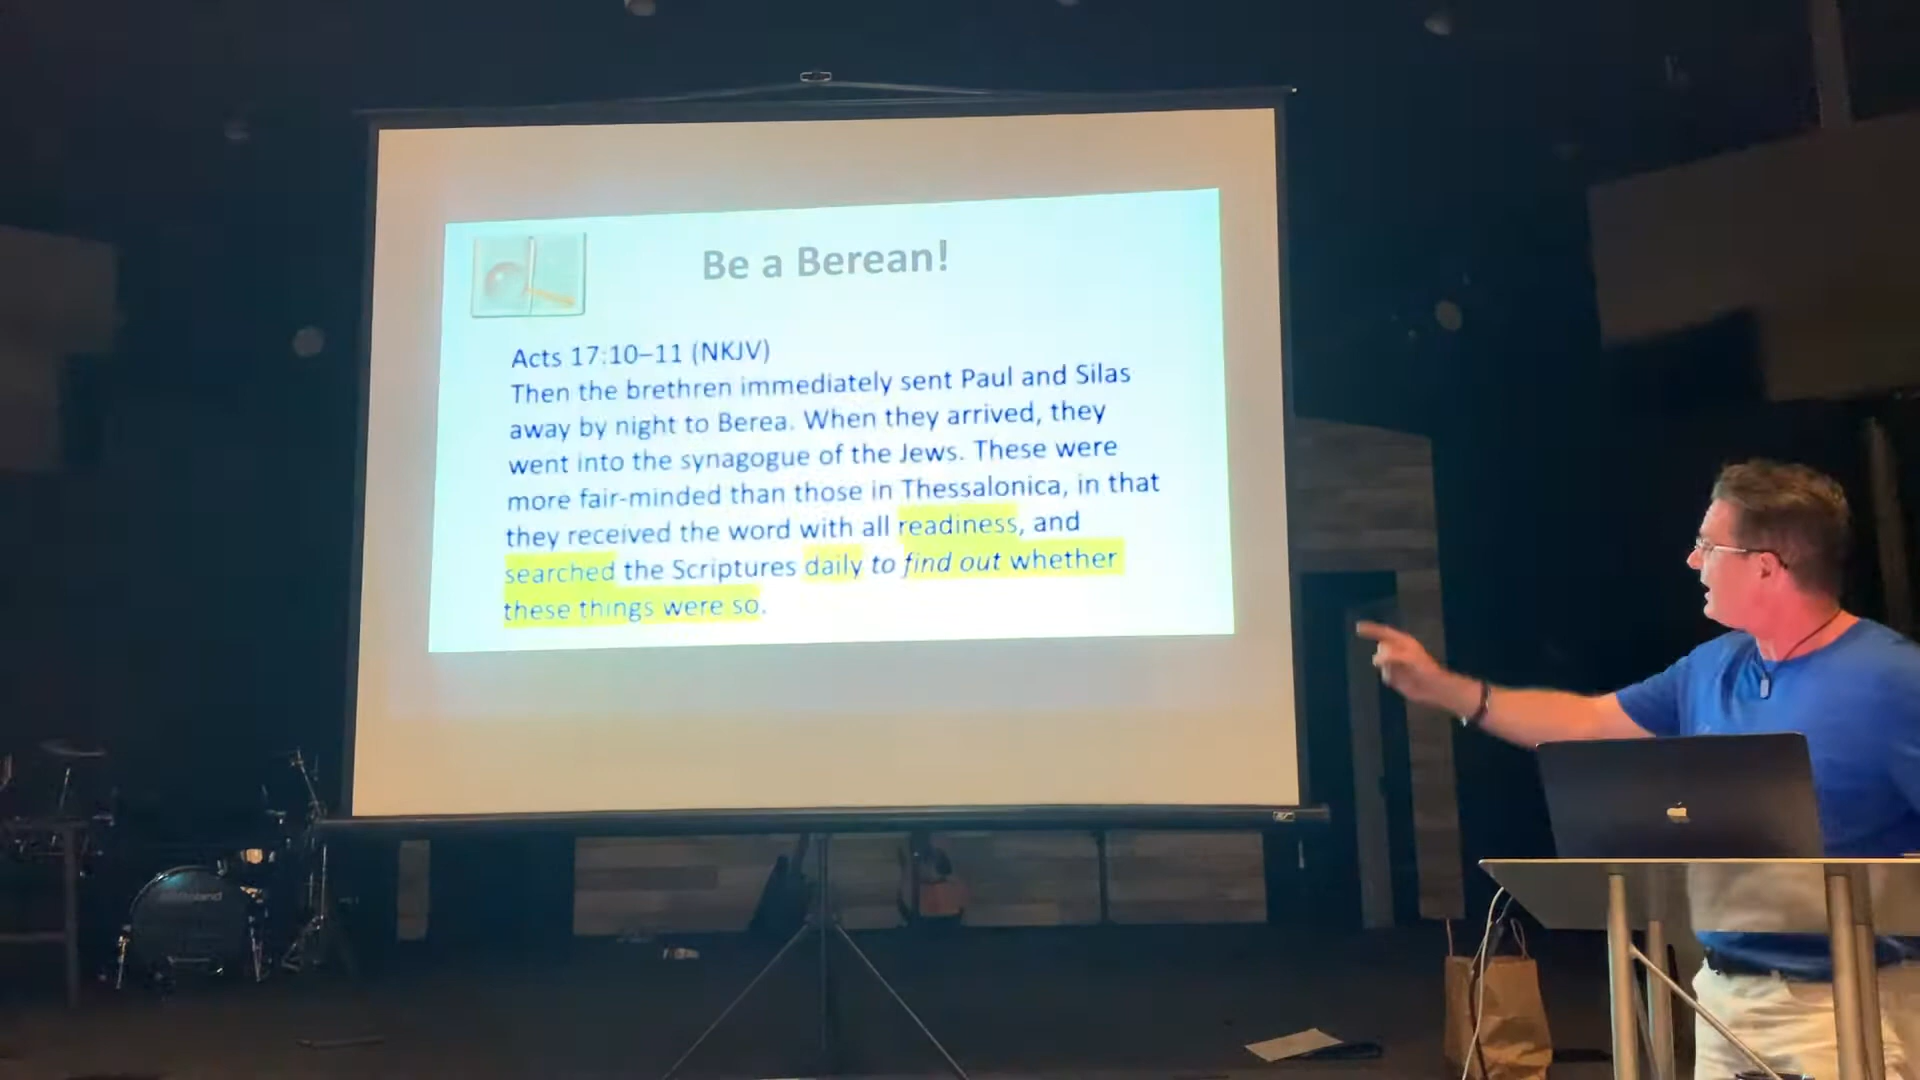 Be a Berean!
Acts 17:10–11 (NKJV)
Then the brethren immediately sent Paul and Silas
away by night to Berea. When they arrived, they
went into the synagogue of the Jews. These were
more fair-minded than those in Thessalonica, in that
they received the word with all readiness, and
searched the Scriptures daily to find out whether
these things were so.
Roland